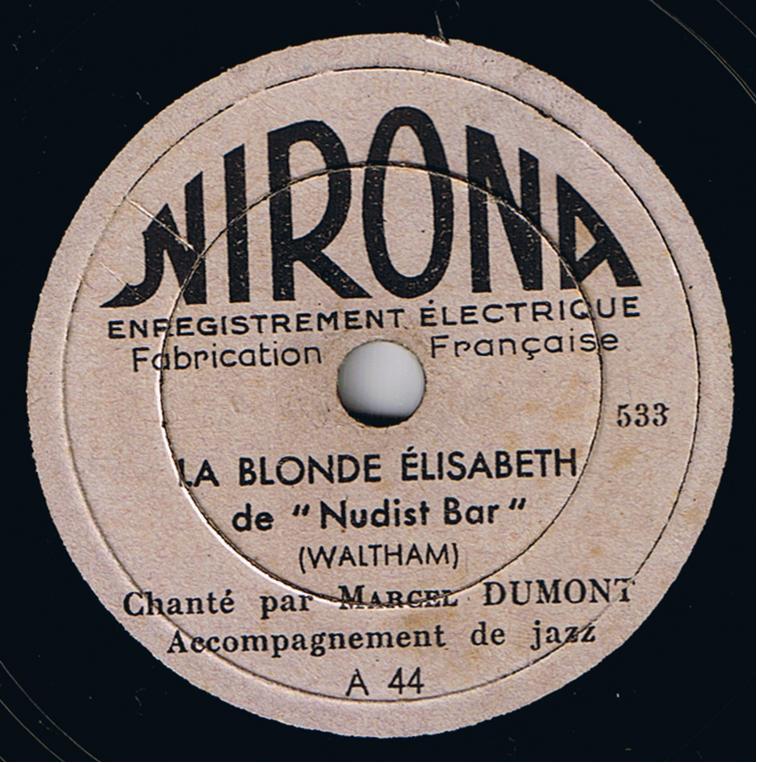 NIRONA
ENREGISTREMENT ÉLECTRIQUE
Fabrication Française
533
LA BLONDE ÉLISABETH
de "Nudist Bar"
(WALTHAM)
Chanté par MARCEL DUMONT
Accompagnement de jazz
A 44